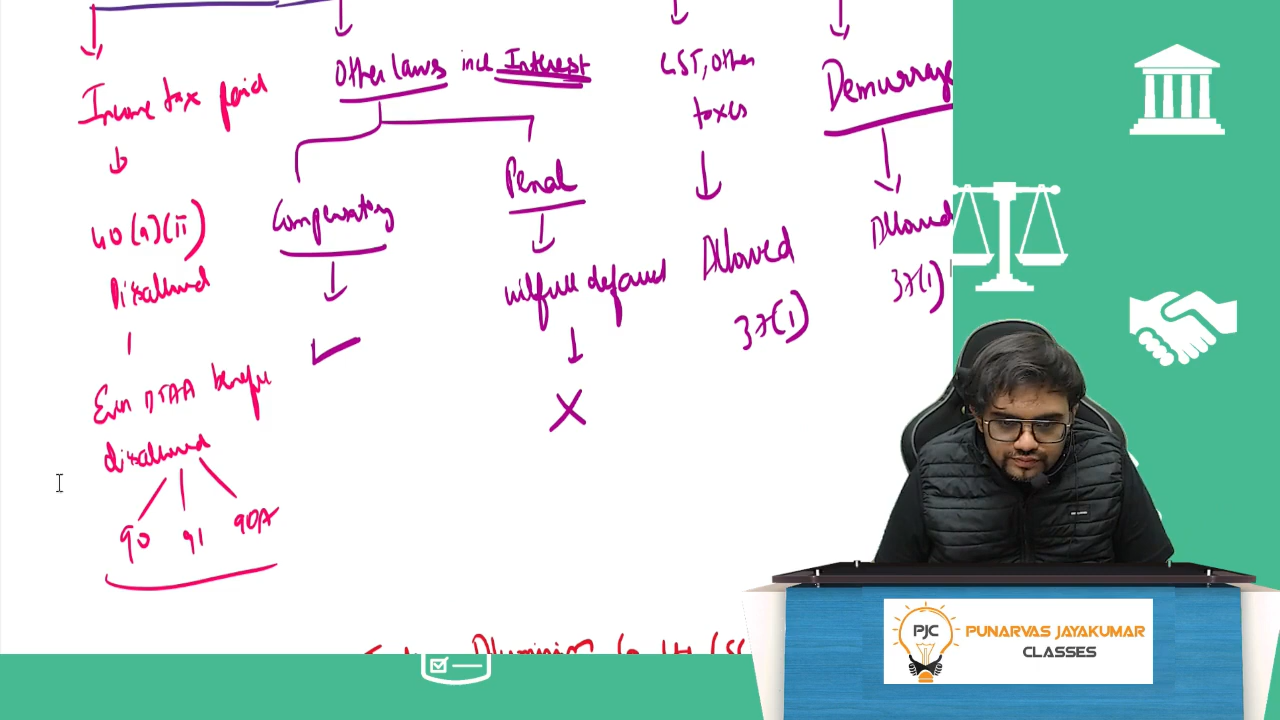 Income tax paid
40(a)(ii)
Disallowed
Even DTAA benefit
disallowed
90 91 90A
Other laws incl Interest
Compensatory
Penal
wilfull default
GST, Other
taxes
Allowed
37(1)
Demurrage
Allowed
37(1)
PJC
PUNARVAS JAYAKUMAR
CLASSES